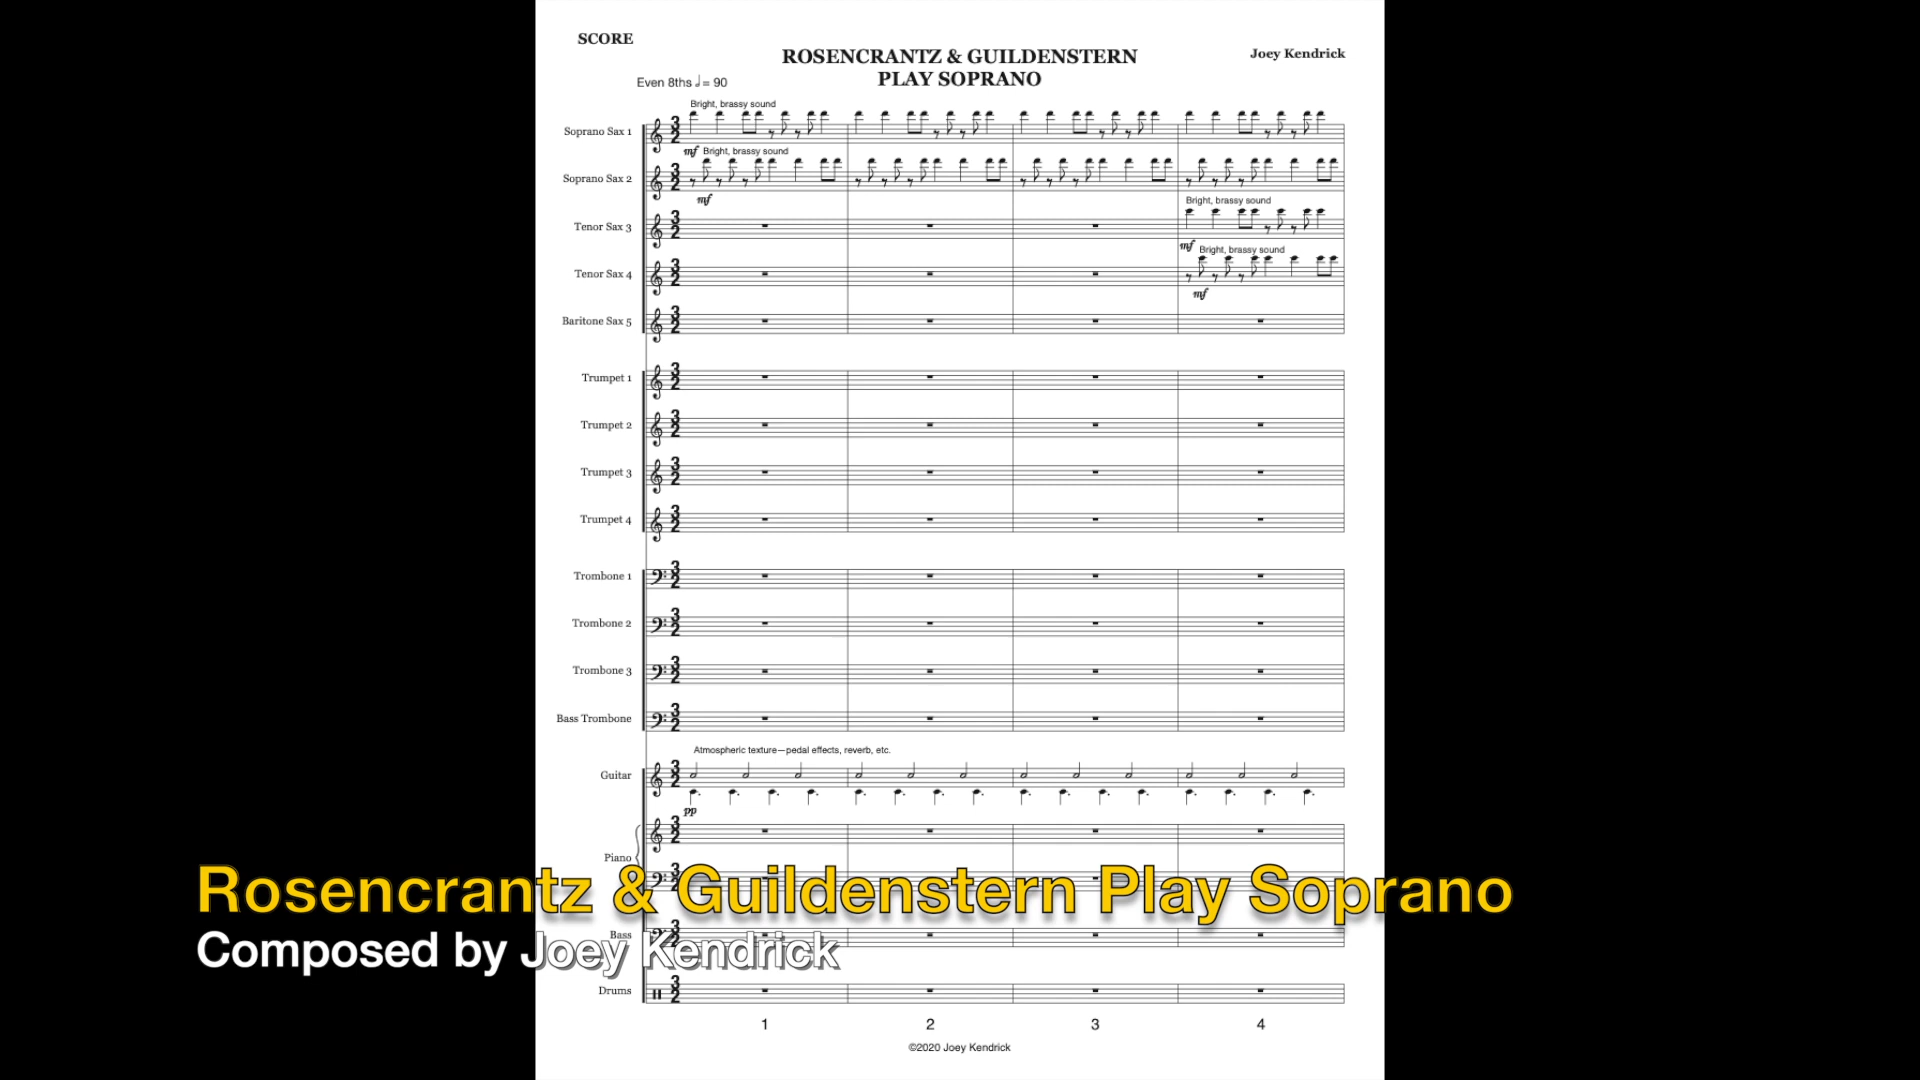 SCORE
ROSENCRANTZ & GUILDENSTERN
PLAY SOPRANO
Joey Kendrick
Even 8ths = 90
Bright, brassy sound
Soprano Sax 1
mf Bright, brassy sound
Soprano Sax 2
mf
Bright, brassy sound
Tenor Sax 3
mf Bright, brassy sound
Tenor Sax 4
mf
Baritone Sax 5
Trumpet 1
Trumpet 2
Trumpet 3
Trumpet 4
Trombone 1
Trombone 2
Trombone 3
Bass Trombone
Atmospheric texture—pedal effects, reverb, etc.
Guitar
pp
Piano
Rosencrantz & Guildenstern Play Soprano
Bass
Composed by Joey Kendrick
Drums
1 2 3 4
©2020 Joey Kendrick